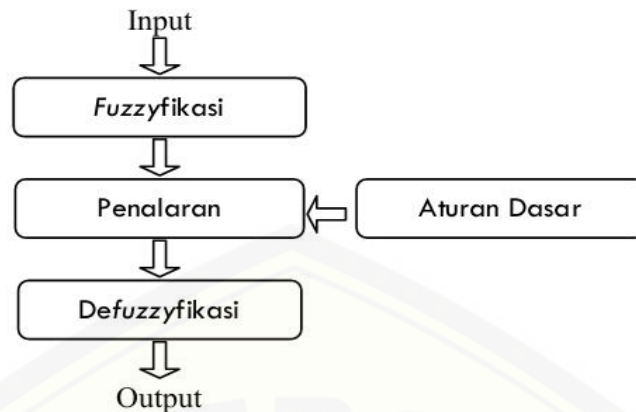 Input
Fuzzyfikasi
Penalaran
Aturan Dasar
Defuzzyfikasi
Output